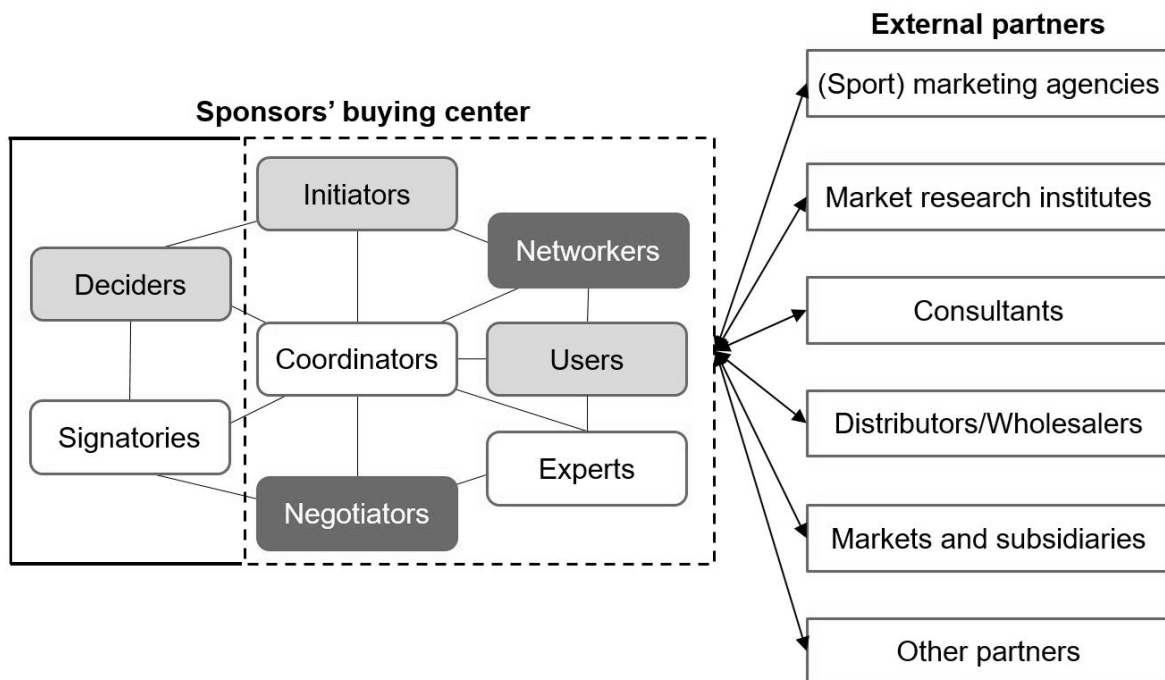 External partners
(Sport) marketing agencies
Sponsors’ buying center
Initiators
Market research institutes
Networkers
Deciders
Consultants
Coordinators
Users
Distributors/Wholesalers
Signatories
Experts
Negotiators
Markets and subsidiaries
Other partners